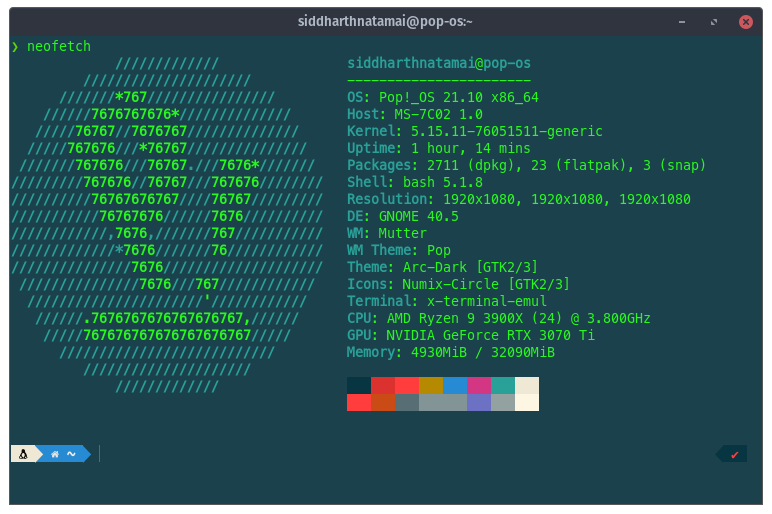 siddharthnatamai@pop-os:~
❯ neofetch
/////////////
/////////////////////
///////*767////////////////
//////7676767676*//////////////
/////76767//7676767//////////////
/////767676///*76767///////////////
///////767676///76767.///7676*///////
/////////767676//76767///767676////////
//////////76767676767////76767/////////
///////////76767676//////7676//////////
////////////,7676,///////767///////////
/////////////*7676///////76////////////
///////////////7676////////////////////
///////////////7676///767////////////
//////////////////////'////////////
//////.7676767676767676767,//////
/////767676767676767676767/////
///////////////////////////
/////////////////////
/////////////
siddharthnatamai@pop-os
-----------------------
OS: Pop!_OS 21.10 x86_64
Host: MS-7C02 1.0
Kernel: 5.15.11-76051511-generic
Uptime: 1 hour, 14 mins
Packages: 2711 (dpkg), 23 (flatpak), 3 (snap)
Shell: bash 5.1.8
Resolution: 1920x1080, 1920x1080, 1920x1080
DE: GNOME 40.5
WM: Mutter
WM Theme: Pop
Theme: Arc-Dark [GTK2/3]
Icons: Numix-Circle [GTK2/3]
Terminal: x-terminal-emul
CPU: AMD Ryzen 9 3900X (24) @ 3.800GHz
GPU: NVIDIA GeForce RTX 3070 Ti
Memory: 4930MiB / 32090MiB
~